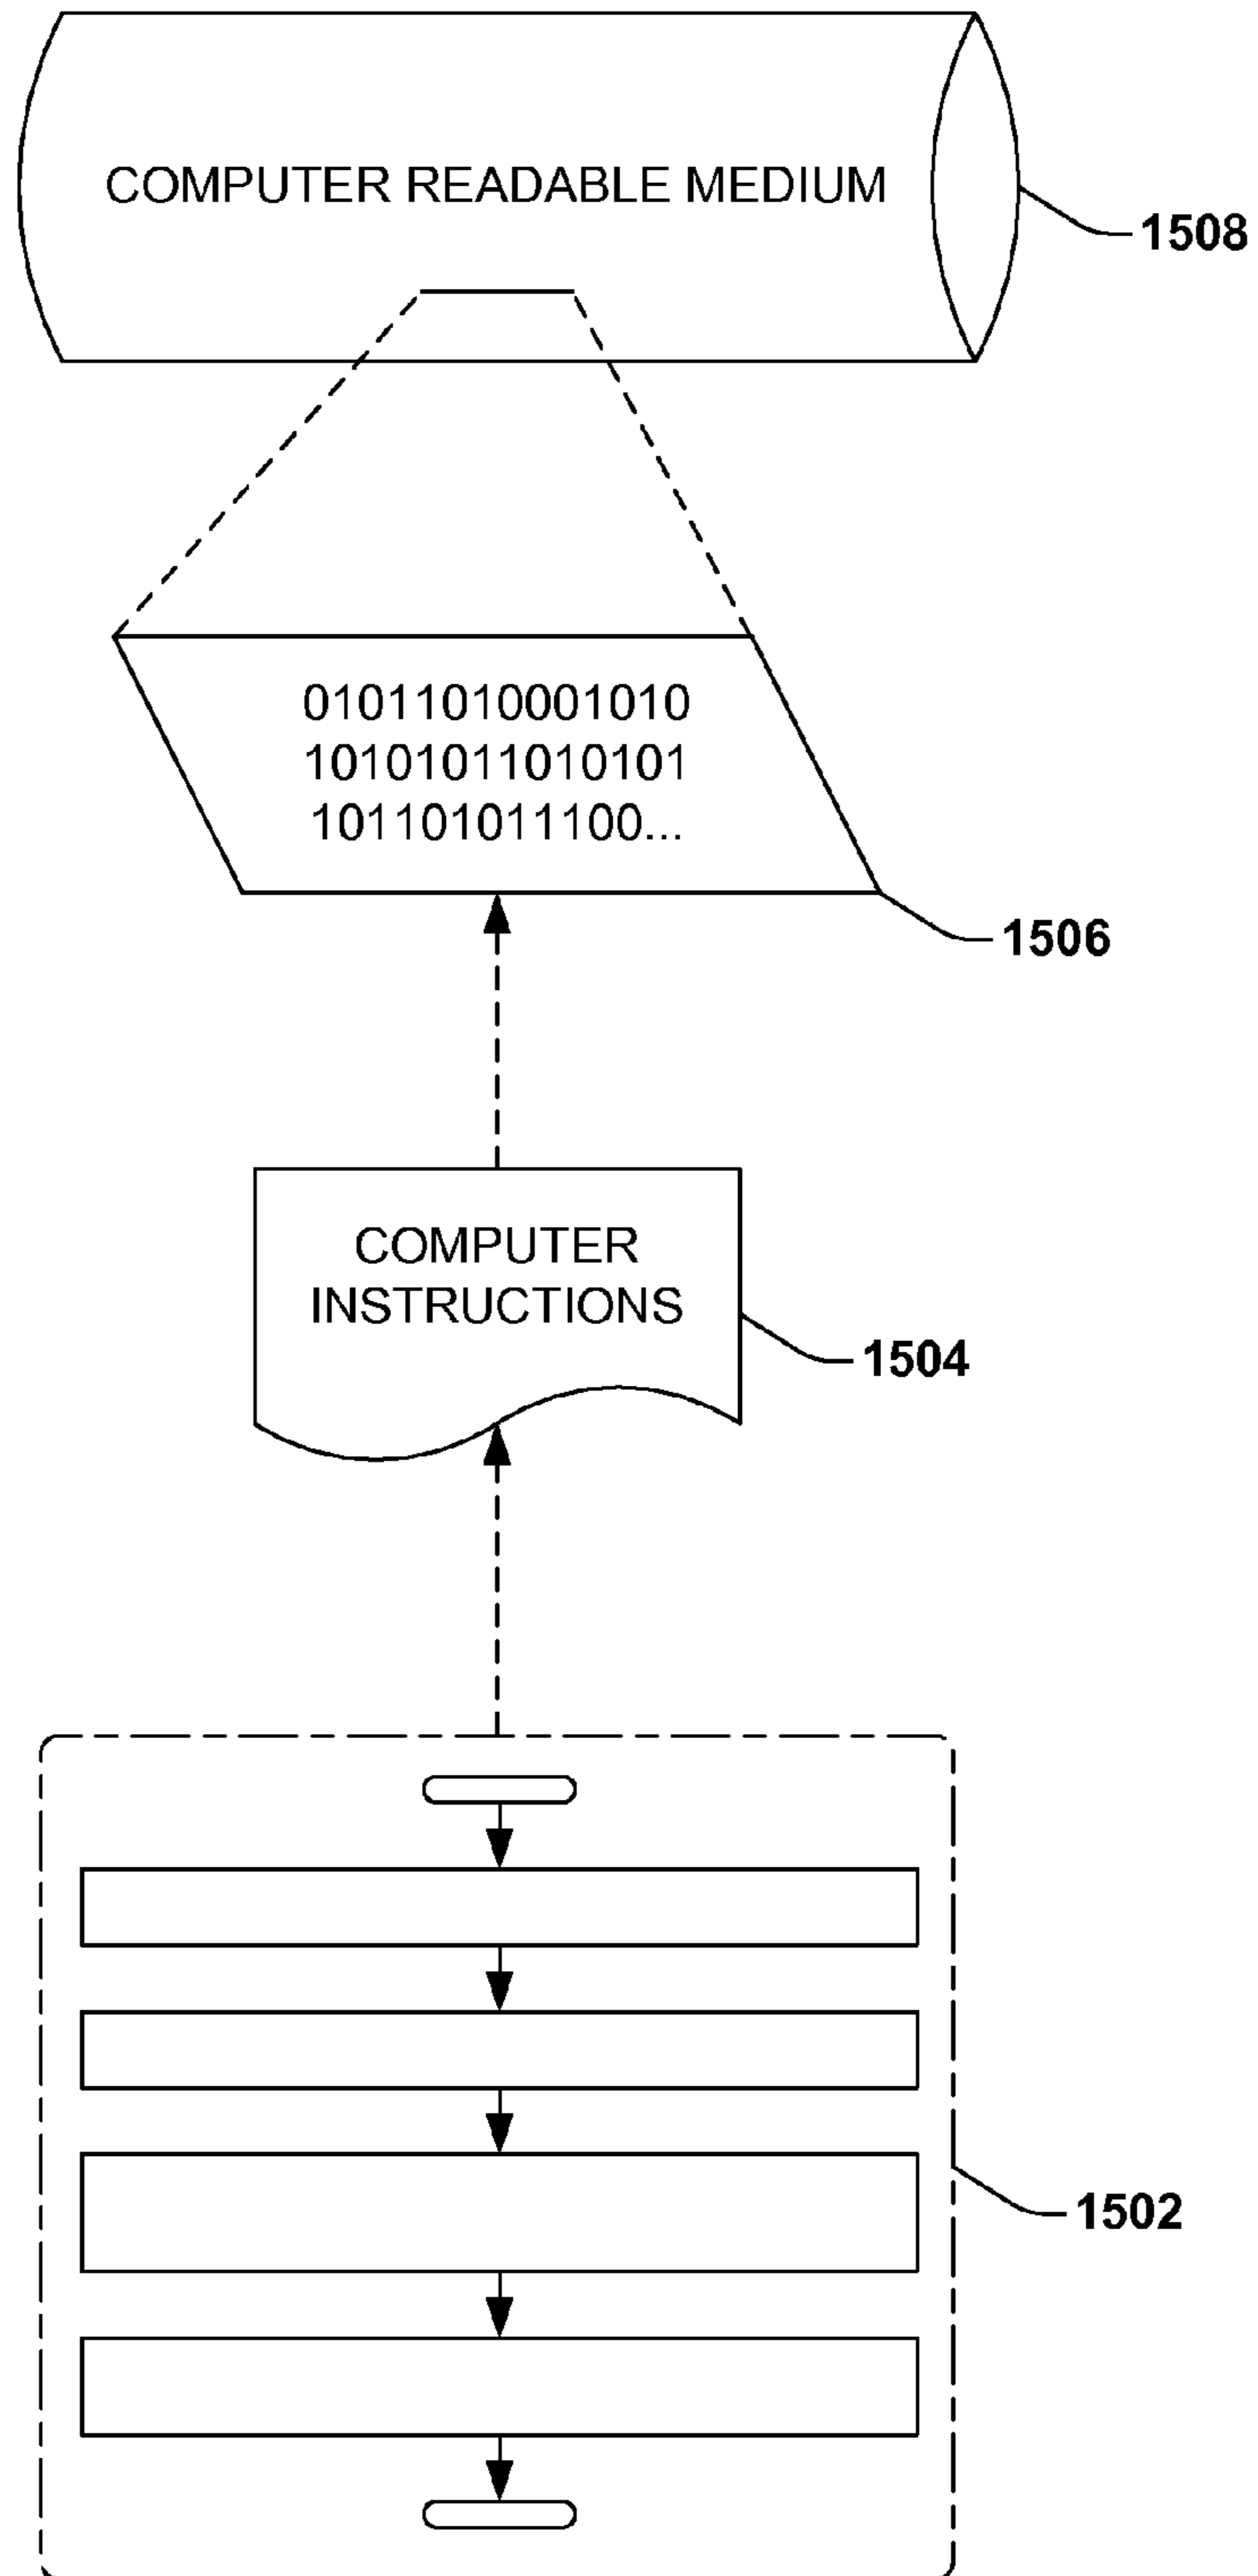 COMPUTER READABLE MEDIUM
1508
01011010001010
10101011010101
101101011100...
1506
COMPUTER
INSTRUCTIONS
1504
1502